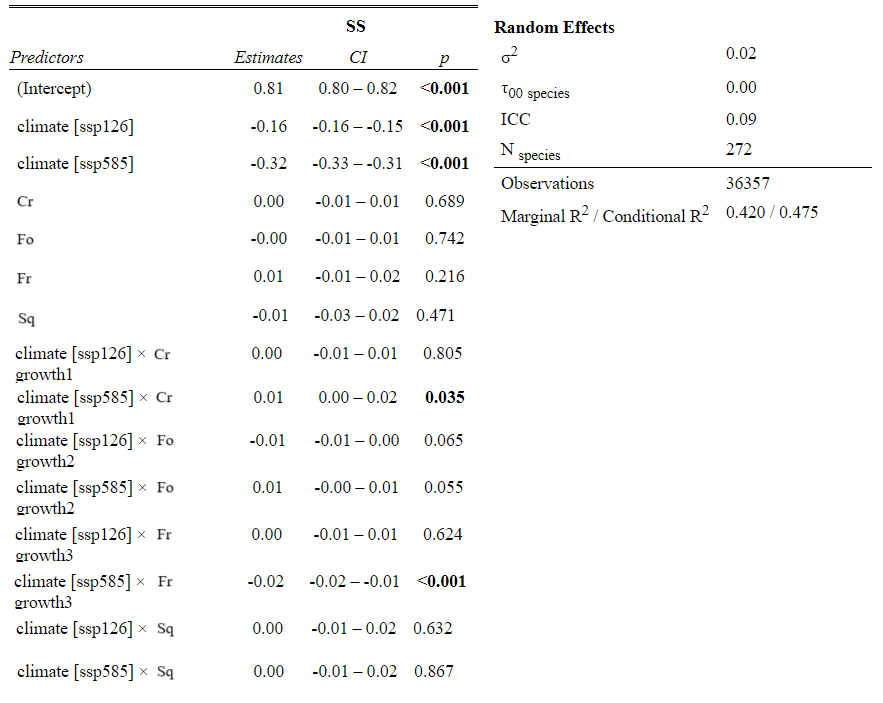 SS
Predictors Estimates CI p
(Intercept) 0.81 0.80 – 0.82 <0.001
climate [ssp126] -0.16 -0.16 – -0.15 <0.001
climate [ssp585] -0.32 -0.33 – -0.31 <0.001
Cr 0.00 -0.01 – 0.01 0.689
Fo -0.00 -0.01 – 0.01 0.742
Fr 0.01 -0.01 – 0.02 0.216
Sq -0.01 -0.03 – 0.02 0.471
climate [ssp126] × Cr 0.00 -0.01 – 0.01 0.805
growth1
climate [ssp585] × Cr 0.01 0.00 – 0.02 0.035
growth1
climate [ssp126] × Fo -0.01 -0.01 – 0.00 0.065
growth2
climate [ssp585] × Fo 0.01 -0.00 – 0.01 0.055
growth2
climate [ssp126] × Fr 0.00 -0.01 – 0.01 0.624
growth3
climate [ssp585] × Fr -0.02 -0.02 – -0.01 <0.001
growth3
climate [ssp126] × Sq 0.00 -0.01 – 0.02 0.632
climate [ssp585] × Sq 0.00 -0.01 – 0.02 0.867
Random Effects
σ² 0.02
τ00 species 0.00
ICC 0.09
N species 272
Observations 36357
Marginal R² / Conditional R² 0.420 / 0.475